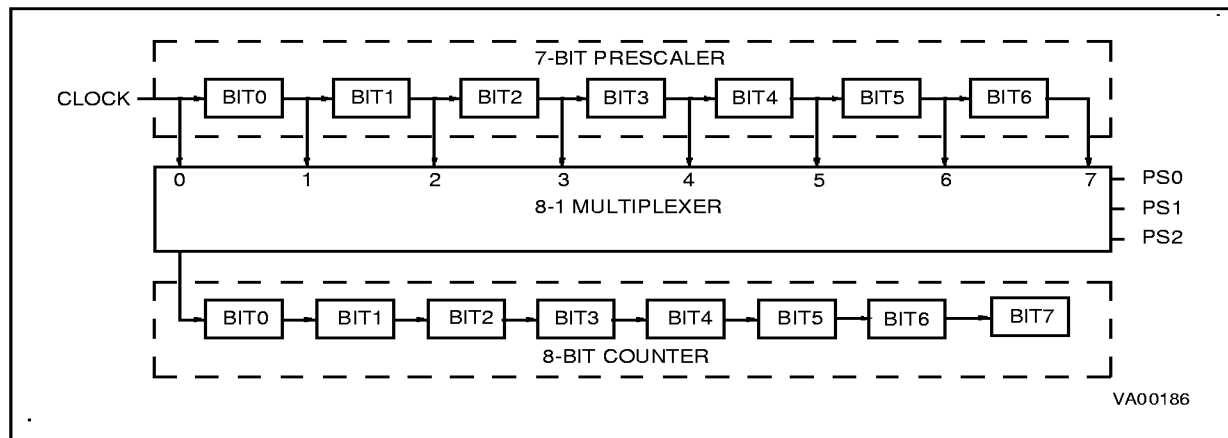 7-BIT PRESCALER
CLOCK BIT0 BIT1 BIT2 BIT3 BIT4 BIT5 BIT6
0 1 2 3 4 5 6 7 PS0
8-1 MULTIPLEXER PS1
PS2
BIT0 BIT1 BIT2 BIT3 BIT4 BIT5 BIT6 BIT7
8-BIT COUNTER
VA00186